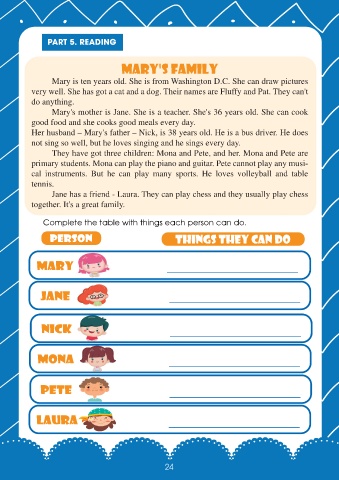 PART 5. READING
MARY'S FAMILY
Mary is ten years old. She is from Washington D.C. She can draw pictures
very well. She has got a cat and a dog. Their names are Fluffy and Pat. They can't
do anything.
Mary's mother is Jane. She is a teacher. She's 36 years old. She can cook
good food and she cooks good meals every day.
Her husband – Mary's father – Nick, is 38 years old. He is a bus driver. He does
not sing so well, but he loves singing and he sings every day.
They have got three children: Mona and Pete, and her. Mona and Pete are
primary students. Mona can play the piano and guitar. Pete cannot play any musi-
cal instruments. But he can play many sports. He loves volleyball and table
tennis.
Jane has a friend - Laura. They can play chess and they usually play chess
together. It's a great family.
Complete the table with things each person can do.
PERSON THINGS THEY CAN DO
MARY
JANE
NICK
MONA
PETE
LAURA
24